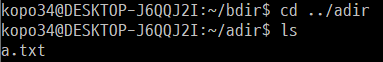 kopo34@DESKTOP-J6QQJ2I:~/bdir$ cd ../adir
kopo34@DESKTOP-J6QQJ2I:~/adir$ ls
a.txt